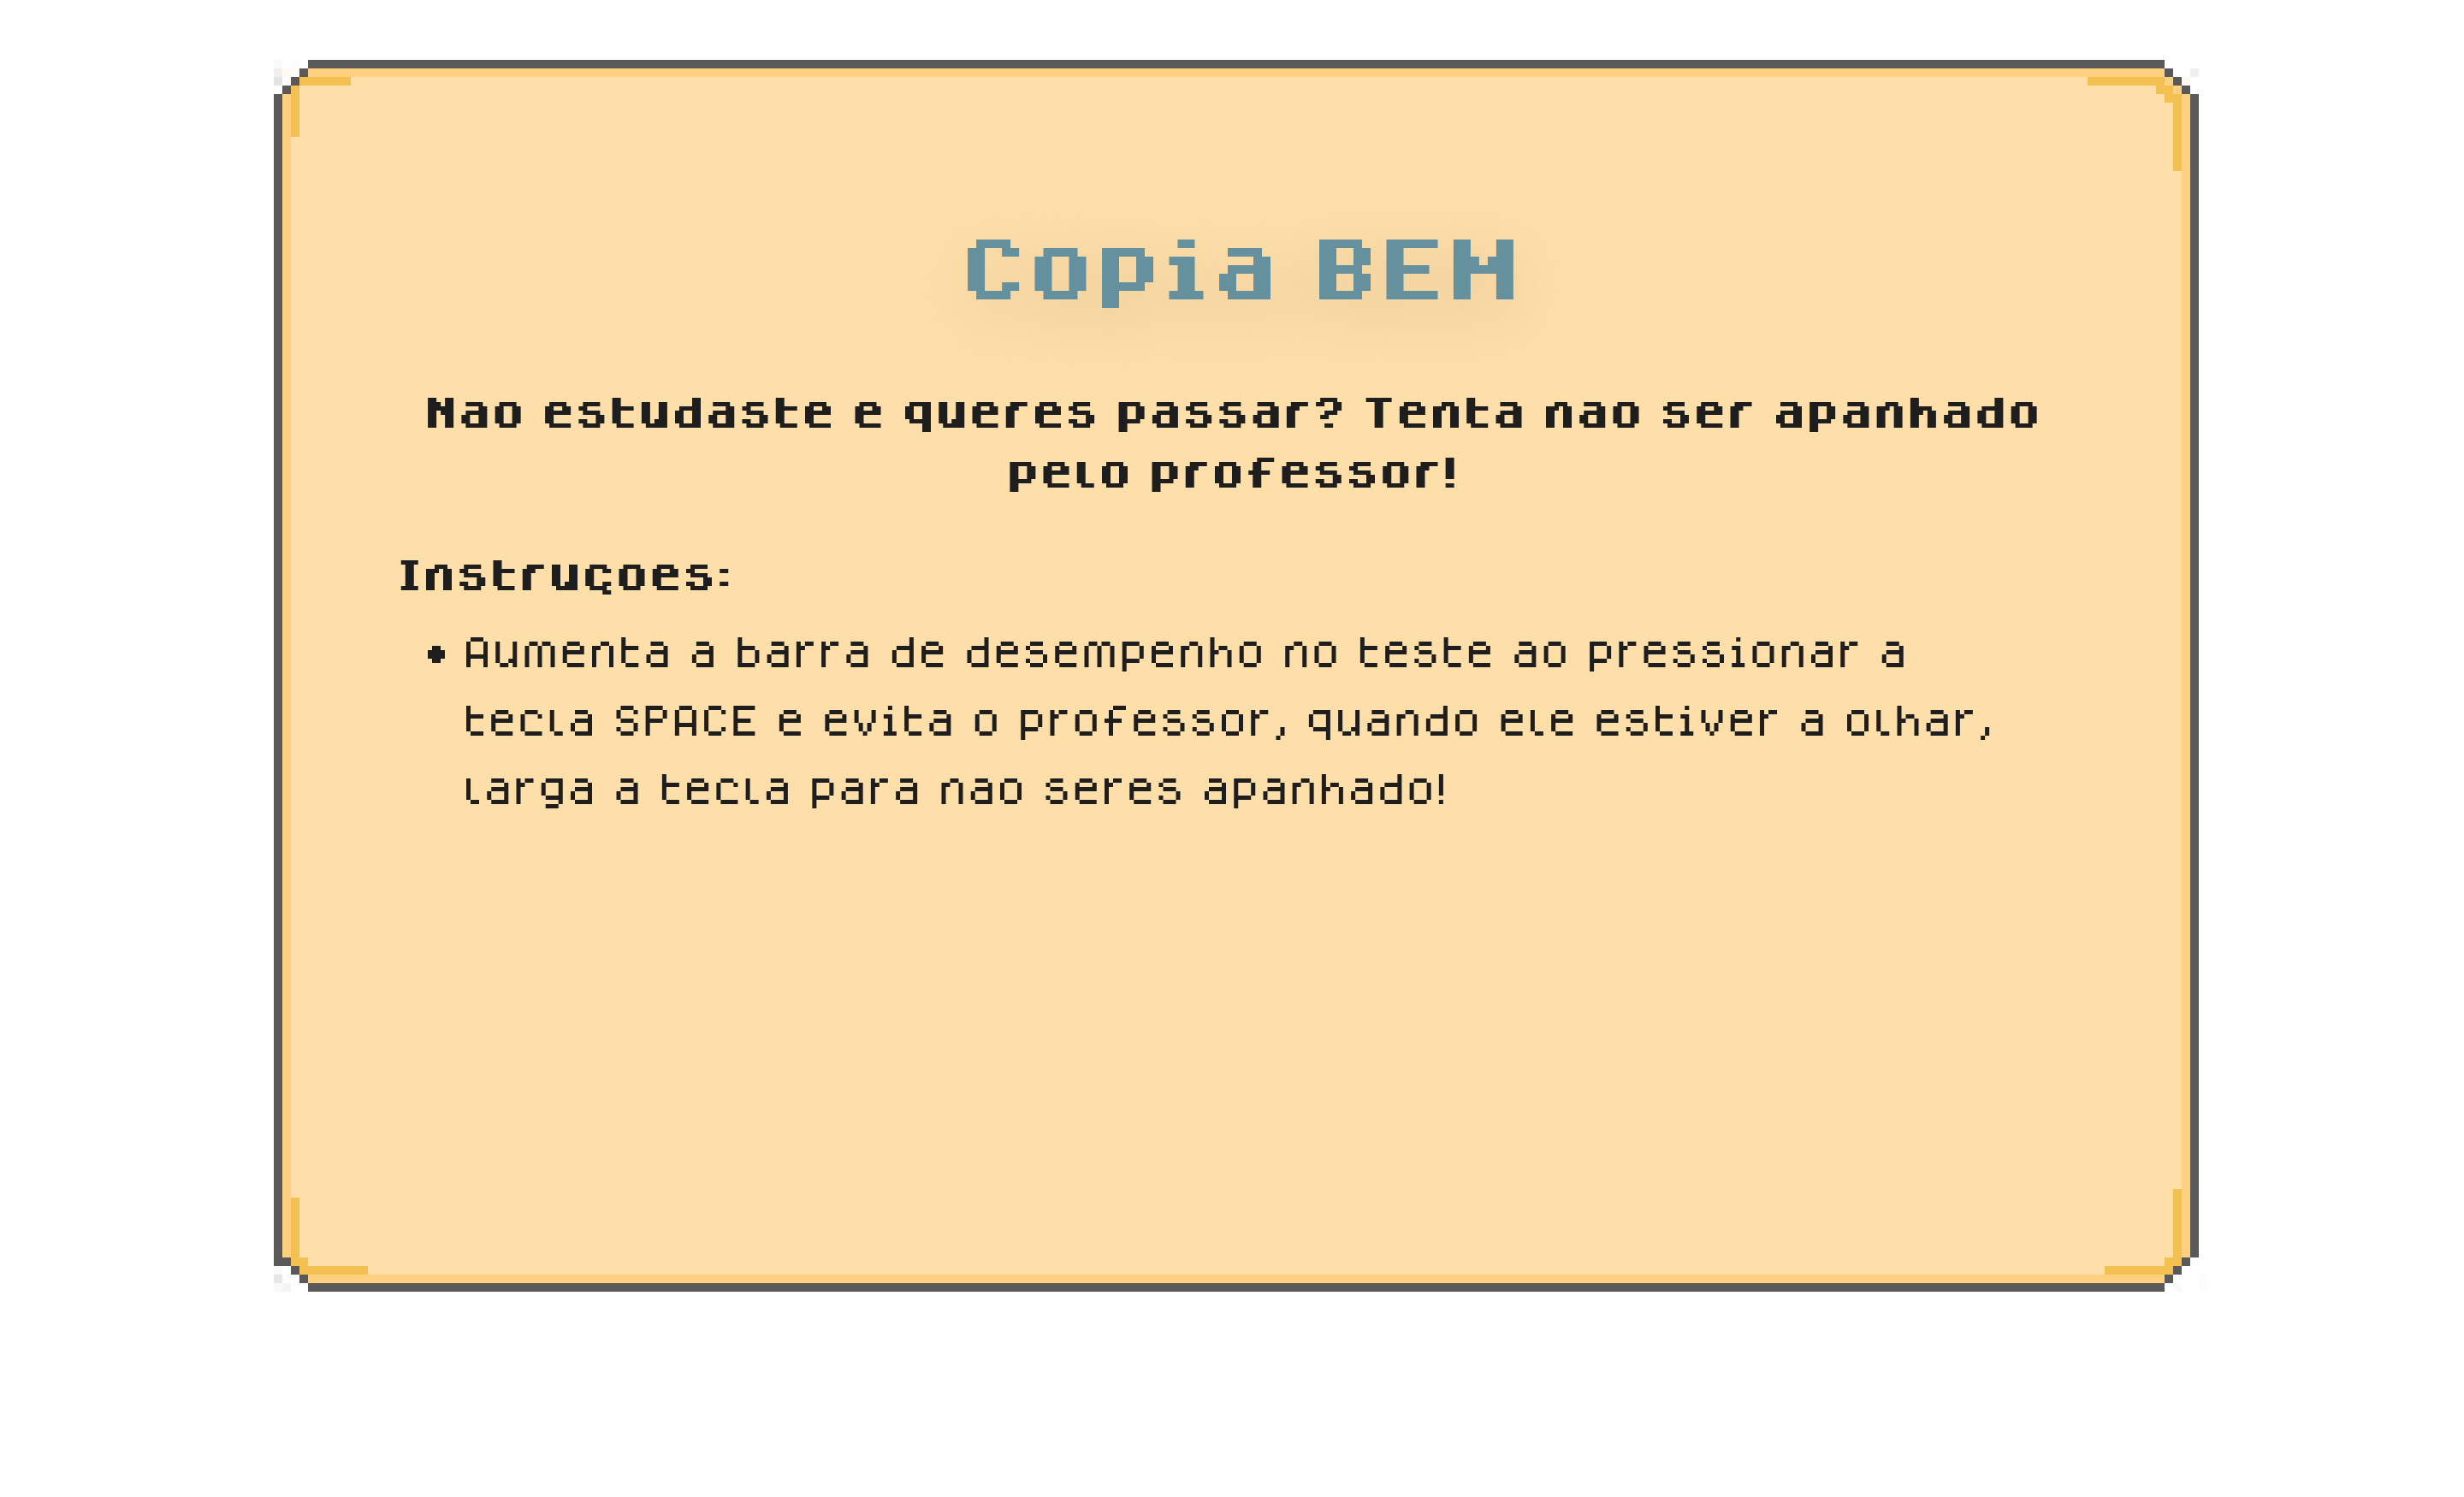 Copia BEM
Nao estudaste e queres passar? Tenta nao ser apanhado
pelo professor!
Instruçoes:
• Aumenta a barra de desempenho no teste ao pressionar a
tecla SPACE e evita o professor, quando ele estiver a olhar,
larga a tecla para nao seres apanhado!